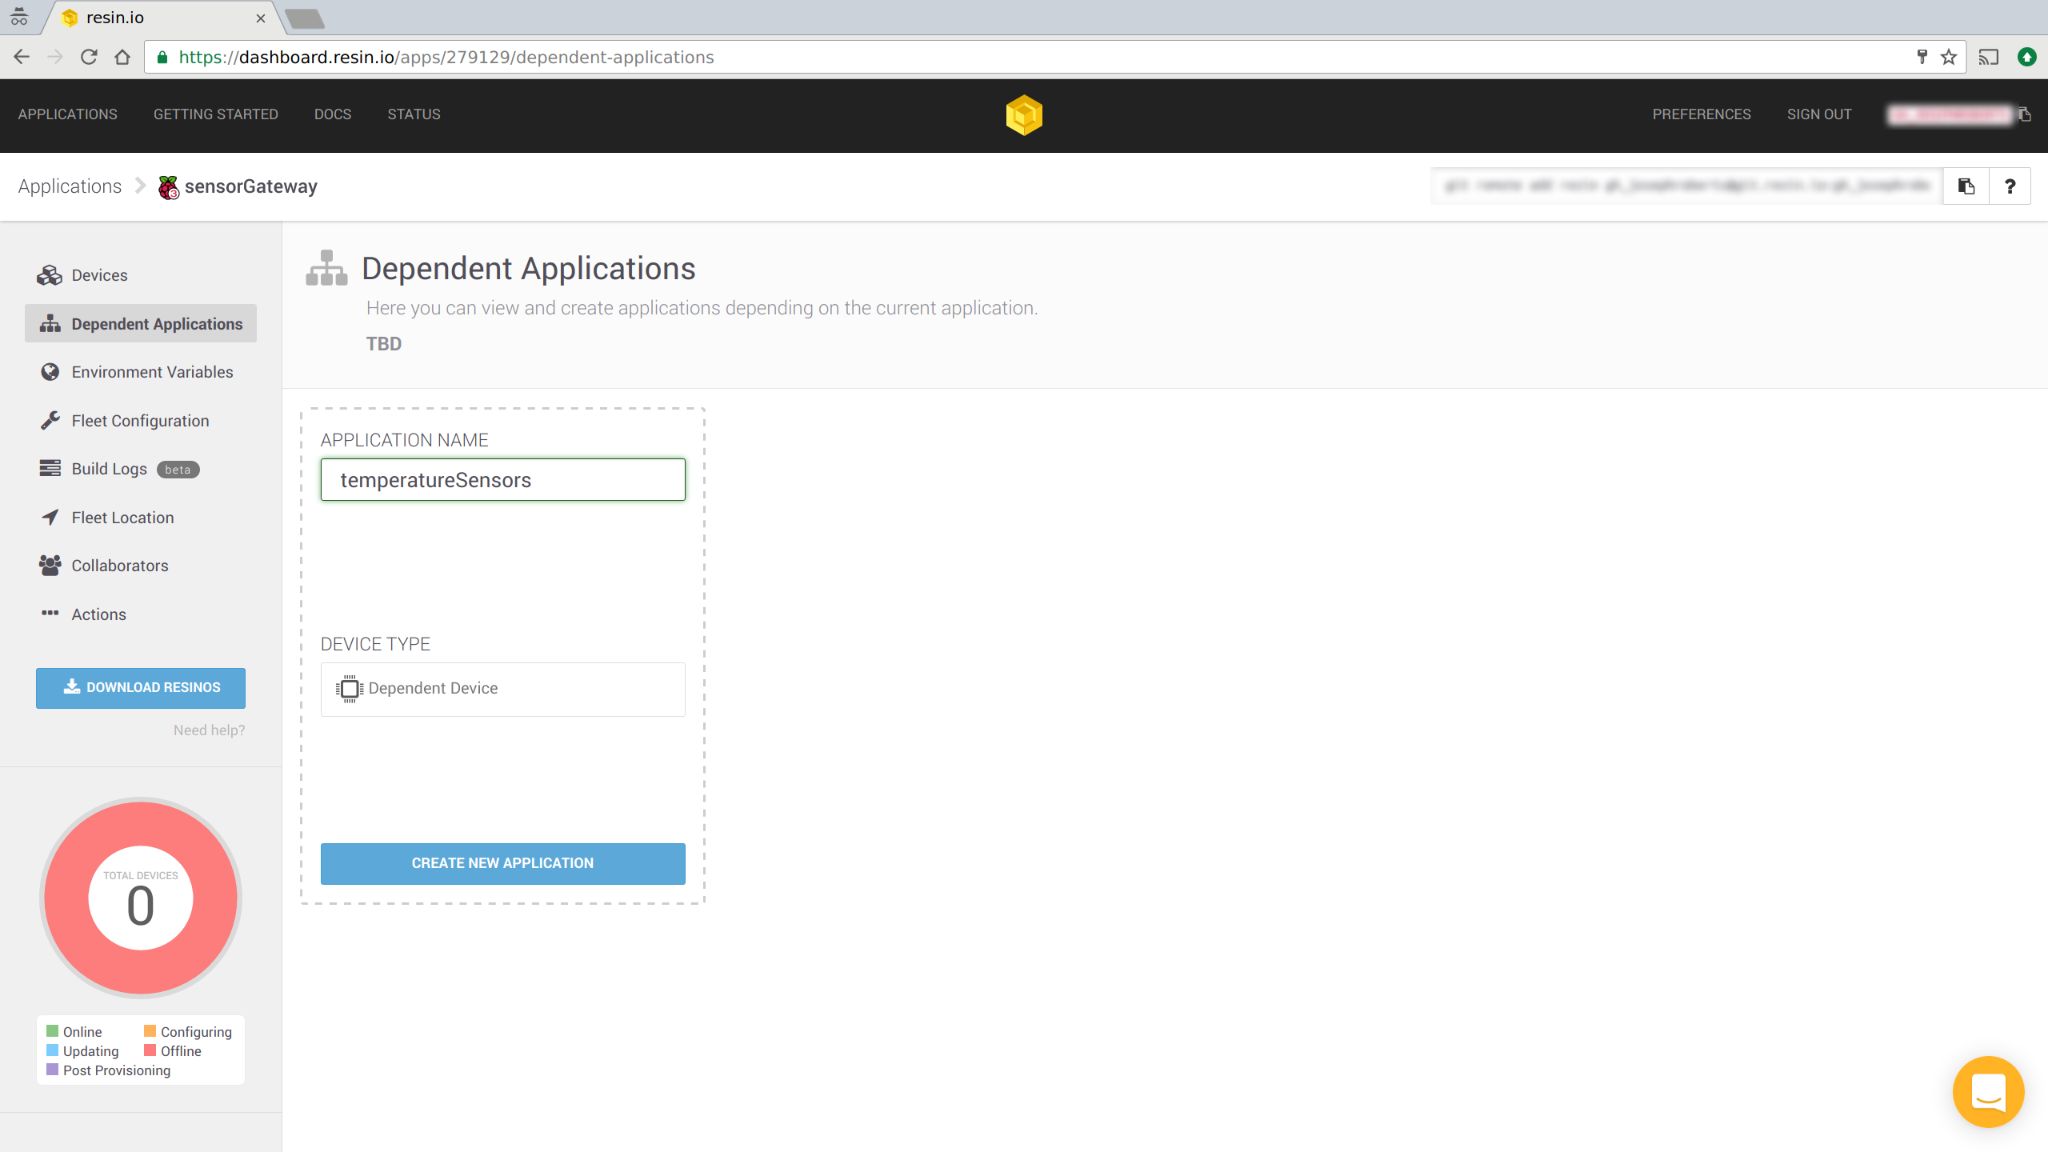 resin.io
https://dashboard.resin.io/apps/279129/dependent-applications
APPLICATIONS GETTING STARTED DOCS STATUS PREFERENCES SIGN OUT
Applications sensorGateway
?
Devices
Dependent Applications
Environment Variables
Fleet Configuration
Build Logs beta
Fleet Location
Collaborators
Actions
DOWNLOAD RESINOS
Need help?
TOTAL DEVICES
0
Online Configuring
Updating Offline
Post Provisioning
Dependent Applications
Here you can view and create applications depending on the current application.
TBD
APPLICATION NAME
temperatureSensors
DEVICE TYPE
Dependent Device
CREATE NEW APPLICATION